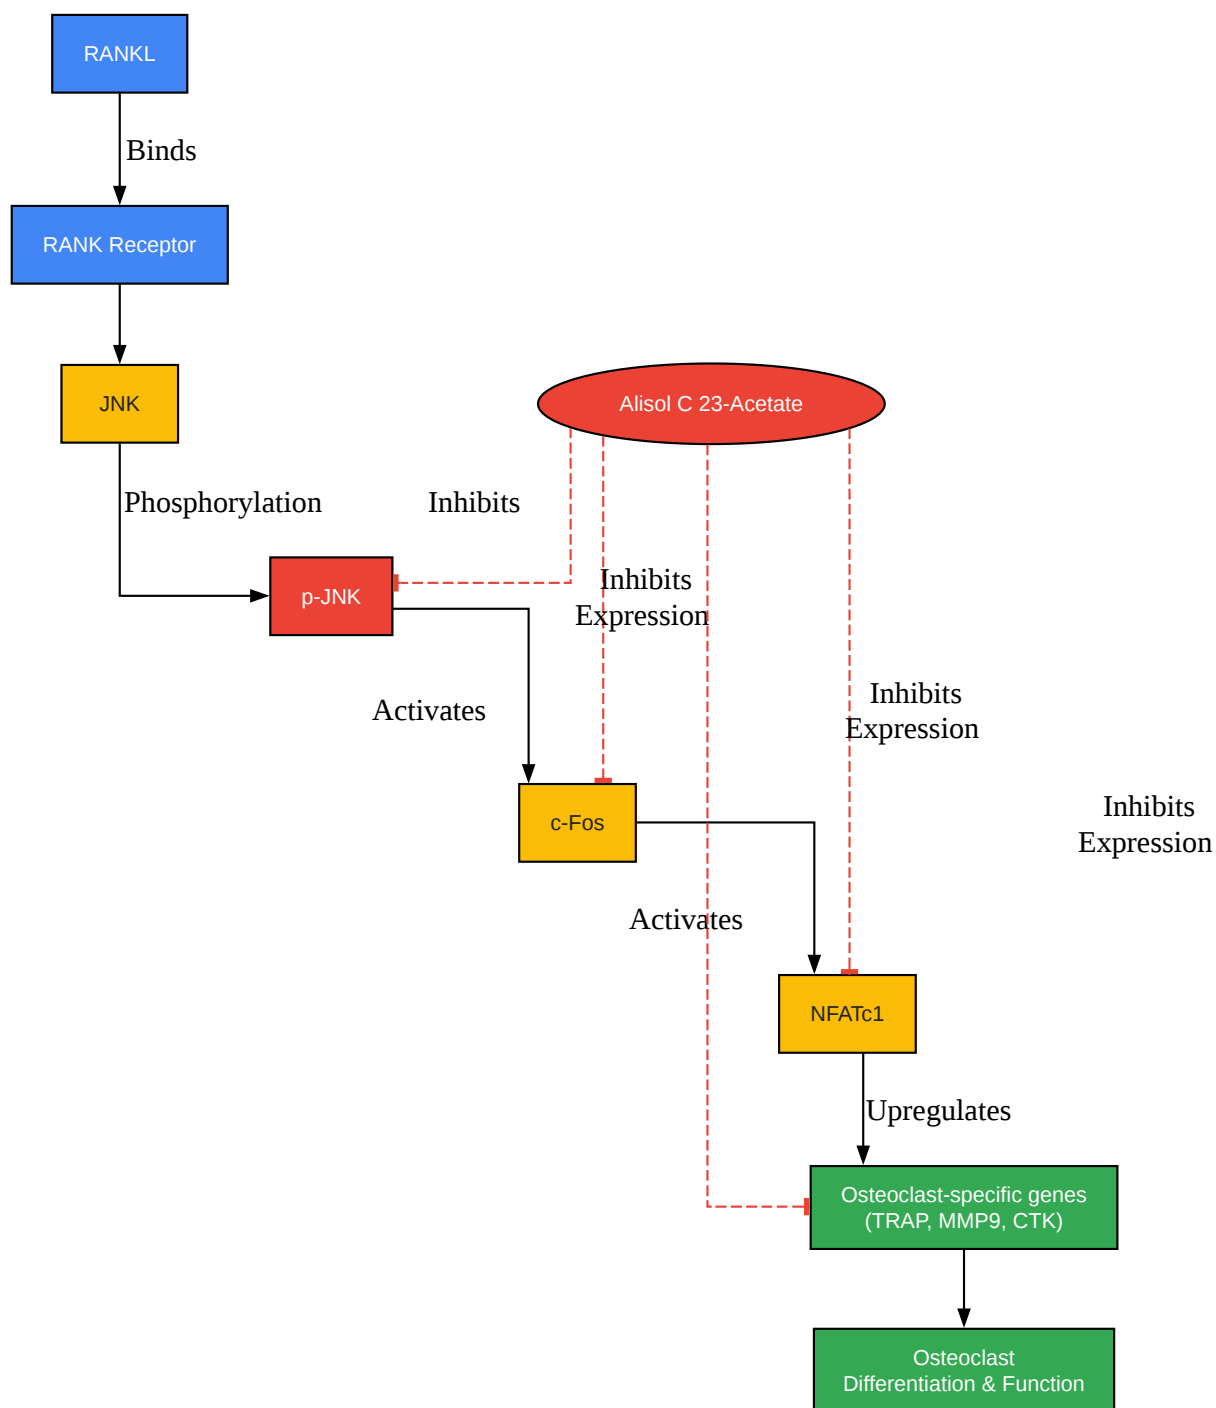 RANKL
Binds
RANK Receptor
JNK
Alisol C 23-Acetate
Phosphorylation
Inhibits
p-JNK
Inhibits
Expression
Activates
Inhibits
Expression
c-Fos
Inhibits
Expression
Activates
NFATc1
Upregulates
Osteoclast-specific genes
(TRAP, MMP9, CTK)
Osteoclast
Differentiation & Function